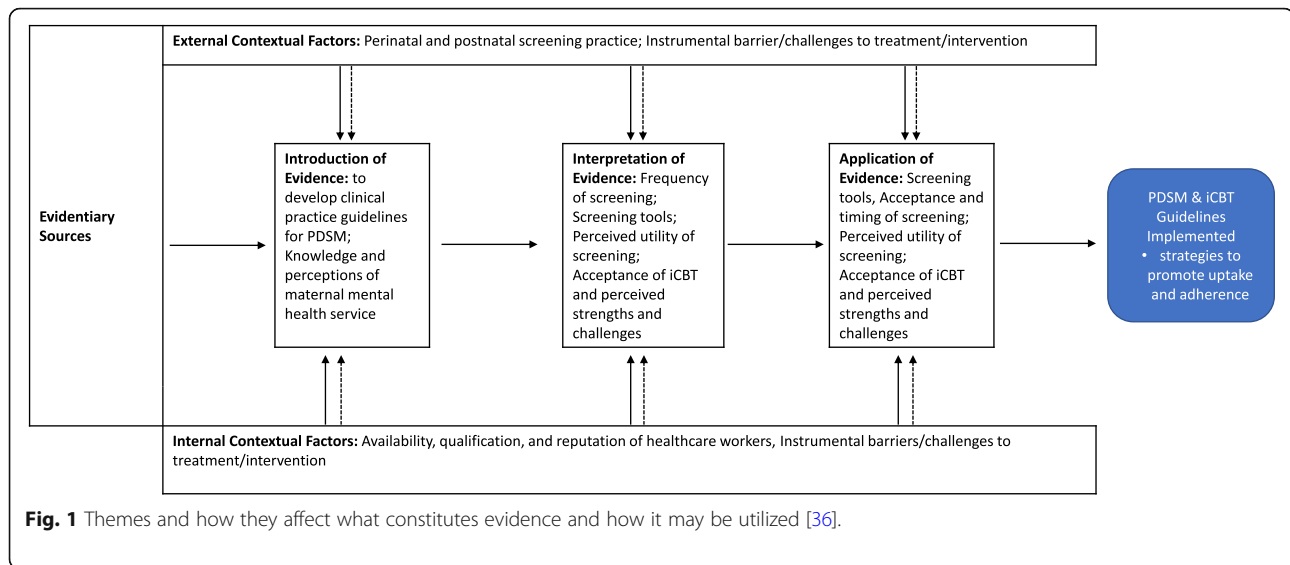 External Contextual Factors: Perinatal and postnatal screening practice; Instrumental barrier/challenges to treatment/intervention
Evidentiary
Sources
Introduction of
Evidence: to
develop clinical
practice guidelines
for PDSM;
Knowledge and
perceptions of
maternal mental
health service
Interpretation of
Evidence: Frequency
of screening;
Screening tools;
Perceived utility of
screening;
Acceptance of iCBT
and perceived
strengths and
challenges
Application of
Evidence: Screening
tools, Acceptance and
timing of screening;
Perceived utility of
screening;
Acceptance of iCBT
and perceived
strengths and
challenges
PDSM & iCBT
Guidelines
Implemented
• strategies to
promote uptake
and adherence
Internal Contextual Factors: Availability, qualification, and reputation of healthcare workers, Instrumental barriers/challenges to
treatment/intervention
Fig. 1 Themes and how they affect what constitutes evidence and how it may be utilized [36].